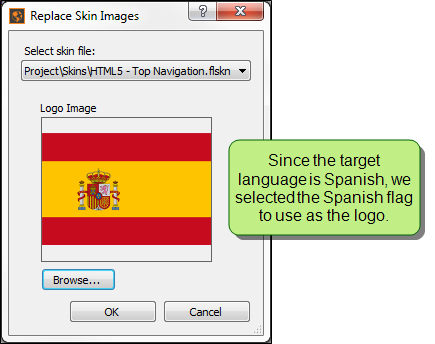 Replace Skin Images
Select skin file:
Project\Skins\HTML5 - Top Navigation.flskn
Logo Image
Since the target
language is Spanish, we
selected the Spanish flag
to use as the logo.
Browse...
OK
Cancel